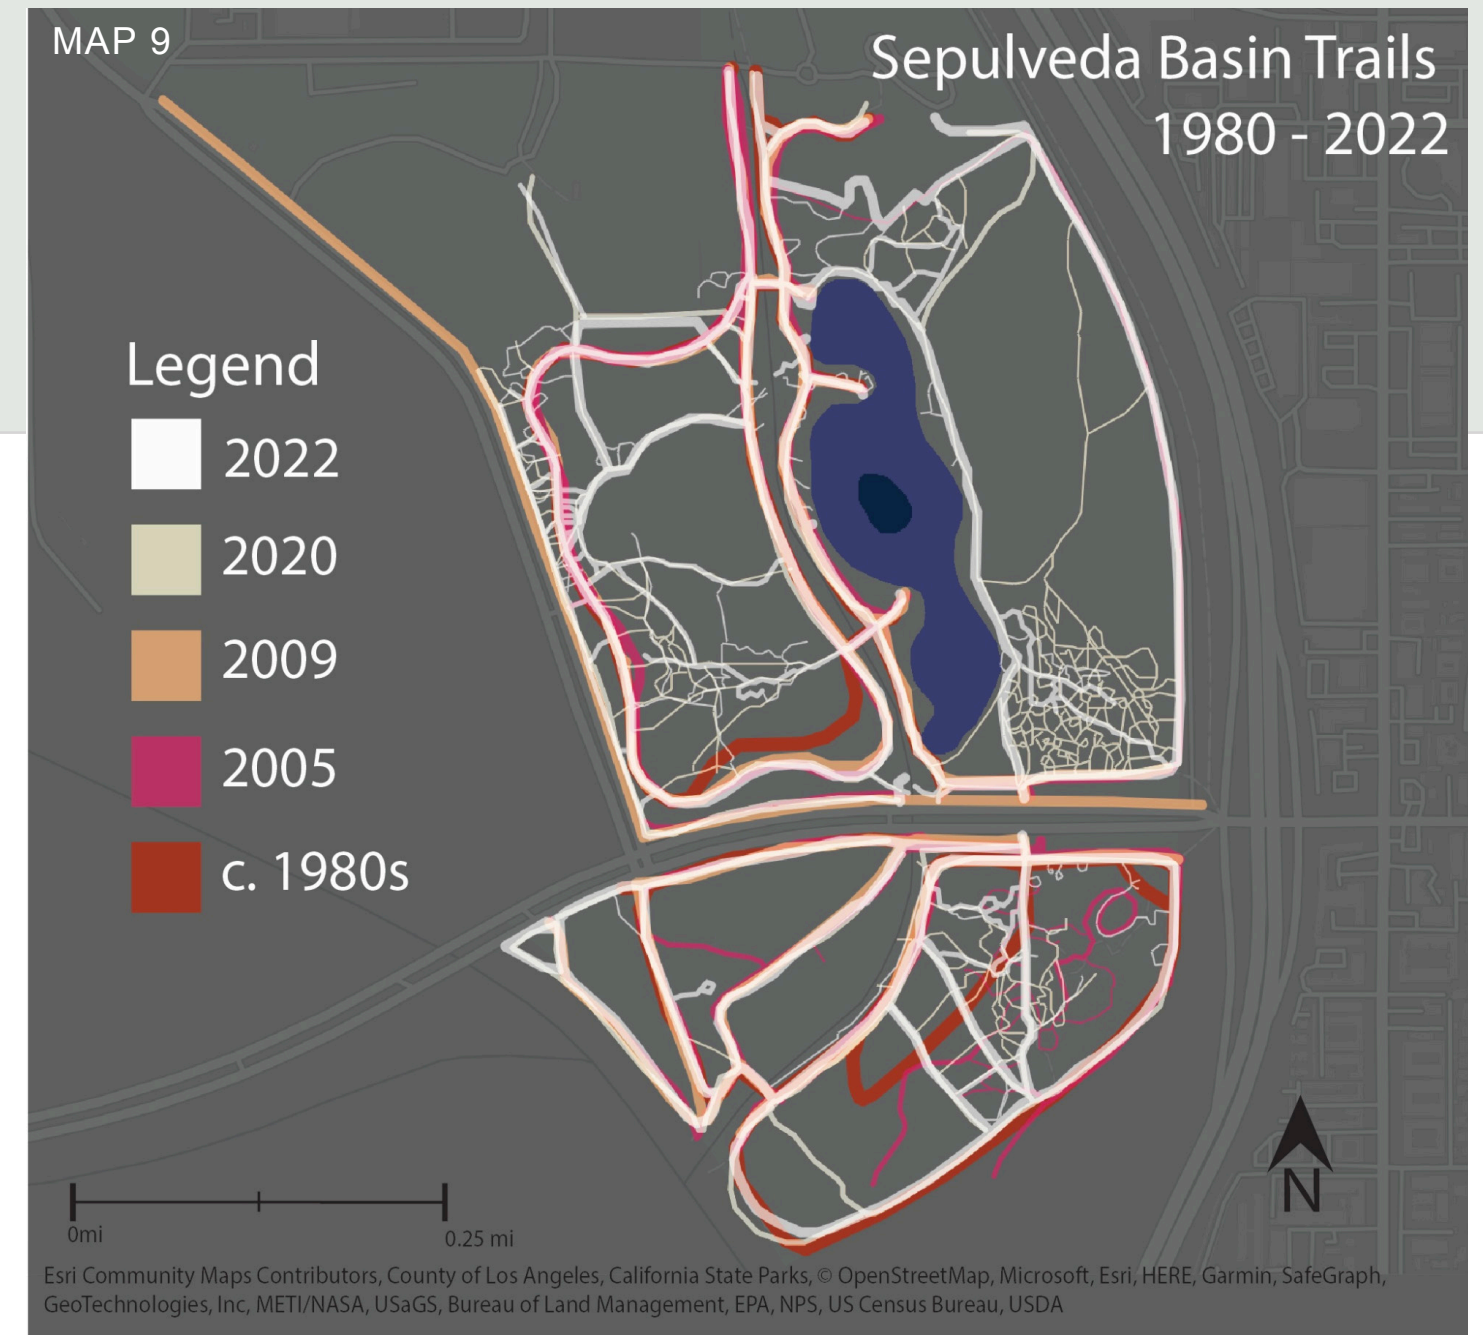 MAP 9
Sepulveda Basin Trails
1980 - 2022
Legend
2022
2020
2009
2005
c. 1980s
N
0mi
0.25 mi
Esri Community Maps Contributors, County of Los Angeles, California State Parks, © OpenStreetMap, Microsoft, Esri, HERE, Garmin, SafeGraph,
GeoTechnologies, Inc, METI/NASA, USaGS, Bureau of Land Management, EPA, NPS, US Census Bureau, USDA